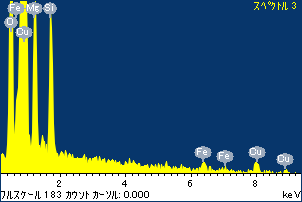 スペクトル 3
Fe Mg Si
O
Cu
Fe Fe Cu Cu
2 4 6 8
フルスケール 183 カウント カーソル: 0.000 keV